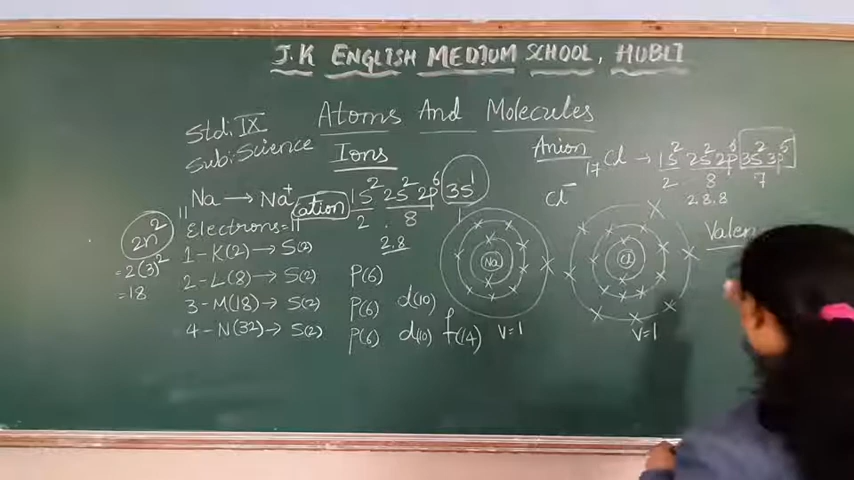 J.K ENGLISH MEDIUM SCHOOL, HUBLI
Std: IX
Atoms And Molecules
Sub: Science
Ions
Na → Na⁺
Cation
1s² 2s² 2p⁶ 3s¹
2 . 8 1
2.8
Anion
₁₇Cl → 1s² 2s² 2p⁶ 3s² 3p⁵
2 8 7
2.8.8
Cl⁻
2n²
= 2(3)²
= 18
11
Electrons = 11
1 - K(2) → S(2)
2 - L(8) → S(2) P(6)
3 - M(18) → S(2) P(6) d(10)
4 - N(32) → S(2) P(6) d(10) f(14)
Na
V=1
Cl
V=1
Valen